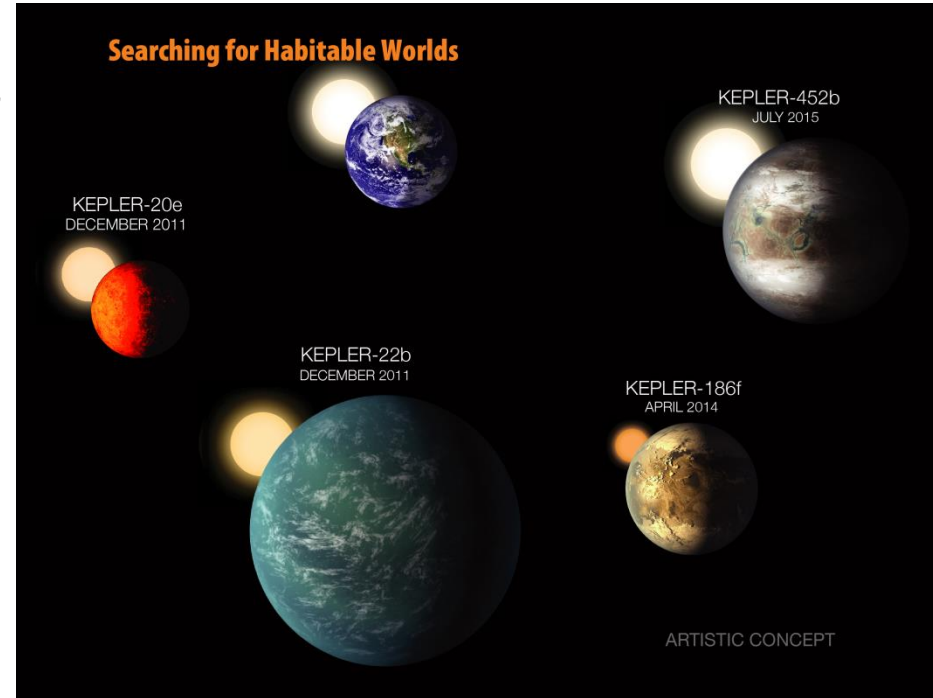 Searching for Habitable Worlds
KEPLER-452b
JULY 2015
KEPLER-20e
DECEMBER 2011
KEPLER-22b
DECEMBER 2011
KEPLER-186f
APRIL 2014
ARTISTIC CONCEPT